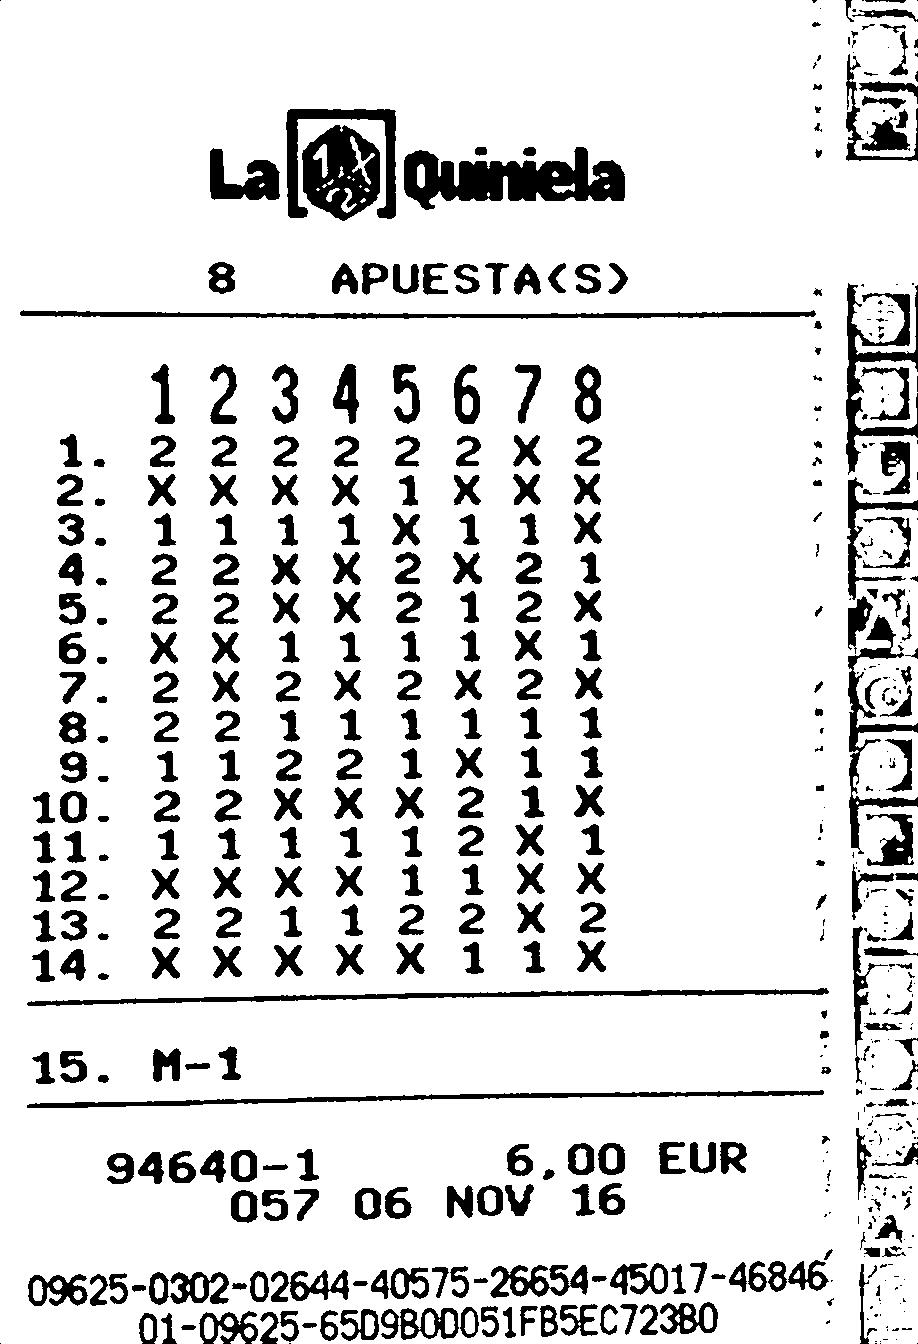 La 1X2 Quiniela
8 APUESTA(S)
1 2 3 4 5 6 7 8
1. 2 2 2 2 2 2 X 2
2. X X X X 1 X X X
3. 1 1 1 1 X 1 1 X
4. 2 2 X X 2 X 2 1
5. 2 2 X X 2 1 2 X
6. X X 1 1 1 1 X 1
7. 2 X 2 X 2 X 2 X
8. 2 2 1 1 1 1 1 1
9. 1 1 2 2 1 X 1 1
10. 2 2 X X X 2 1 X
11. 1 1 1 1 1 2 X 1
12. X X X X 1 1 X X
13. 2 2 1 1 2 2 X 2
14. X X X X X 1 1 X
15. M-1
94640-1 6,00 EUR
057 06 NOV 16
09625-0302-02644-40575-26654-45017-46846
01-09625-65D9B0D051FB5EC723B0